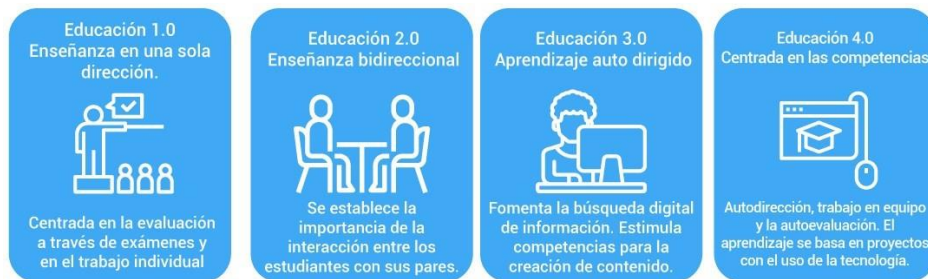 Educación 1.0
Enseñanza en una sola
dirección.
Centrada en la evaluación
a través de exámenes y
en el trabajo individual
Educación 2.0
Enseñanza bidireccional
Se establece la
importancia de la
interacción entre los
estudiantes con sus pares.
Educación 3.0
Aprendizaje auto dirigido
Fomenta la búsqueda digital
de información. Estimula
competencias para la
creación de contenido.
Educación 4.0
Centrada en las competencias
Autodirección, trabajo en equipo
y la autoevaluación. El
aprendizaje se basa en proyectos
con el uso de la tecnología.